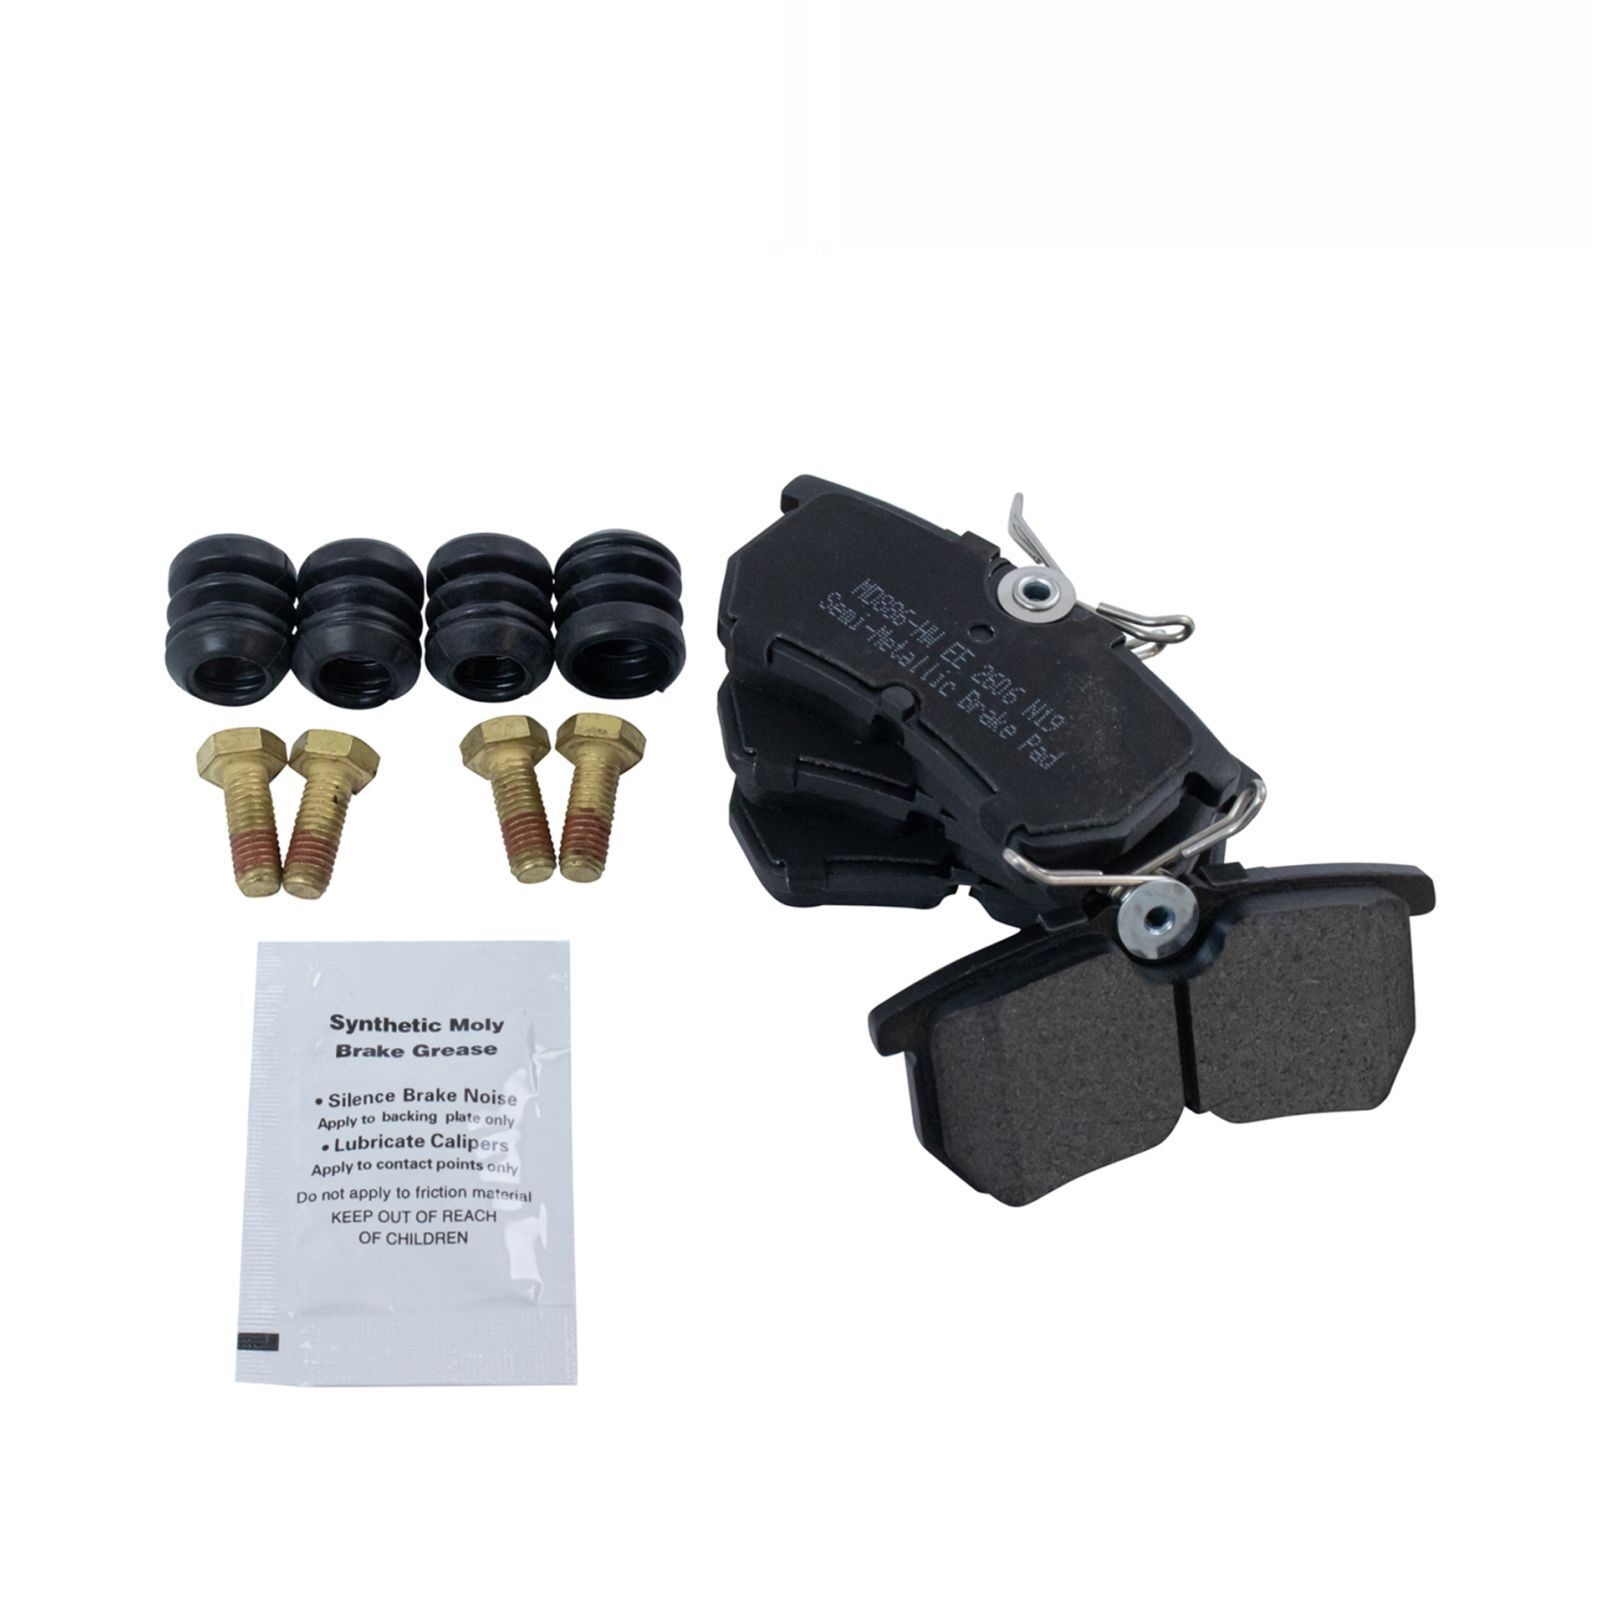 MD886-HW EE 2606 N19
Semi-Metallic Brake Pad
Synthetic Moly
Brake Grease
• Silence Brake Noise
Apply to backing plate only
• Lubricate Calipers
Apply to contact points only
Do not apply to friction material
KEEP OUT OF REACH
OF CHILDREN